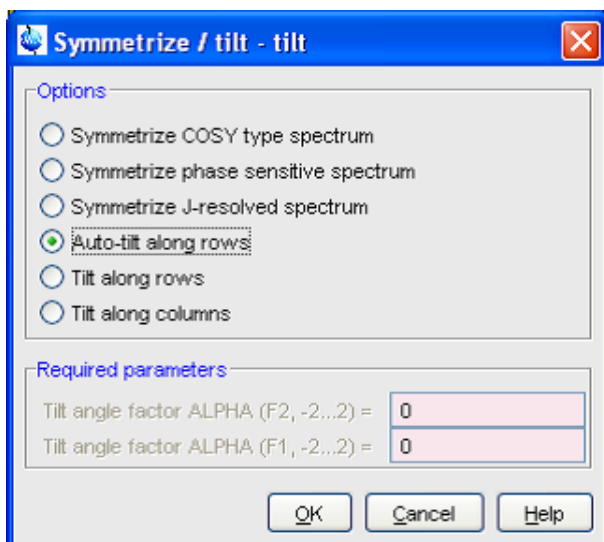 Symmetrize / tilt - tilt
Options
Symmetrize COSY type spectrum
Symmetrize phase sensitive spectrum
Symmetrize J-resolved spectrum
Auto-tilt along rows
Tilt along rows
Tilt along columns
Required parameters
Tilt angle factor ALPHA (F2, -2...2) = 0
Tilt angle factor ALPHA (F1, -2...2) = 0
OK Cancel Help